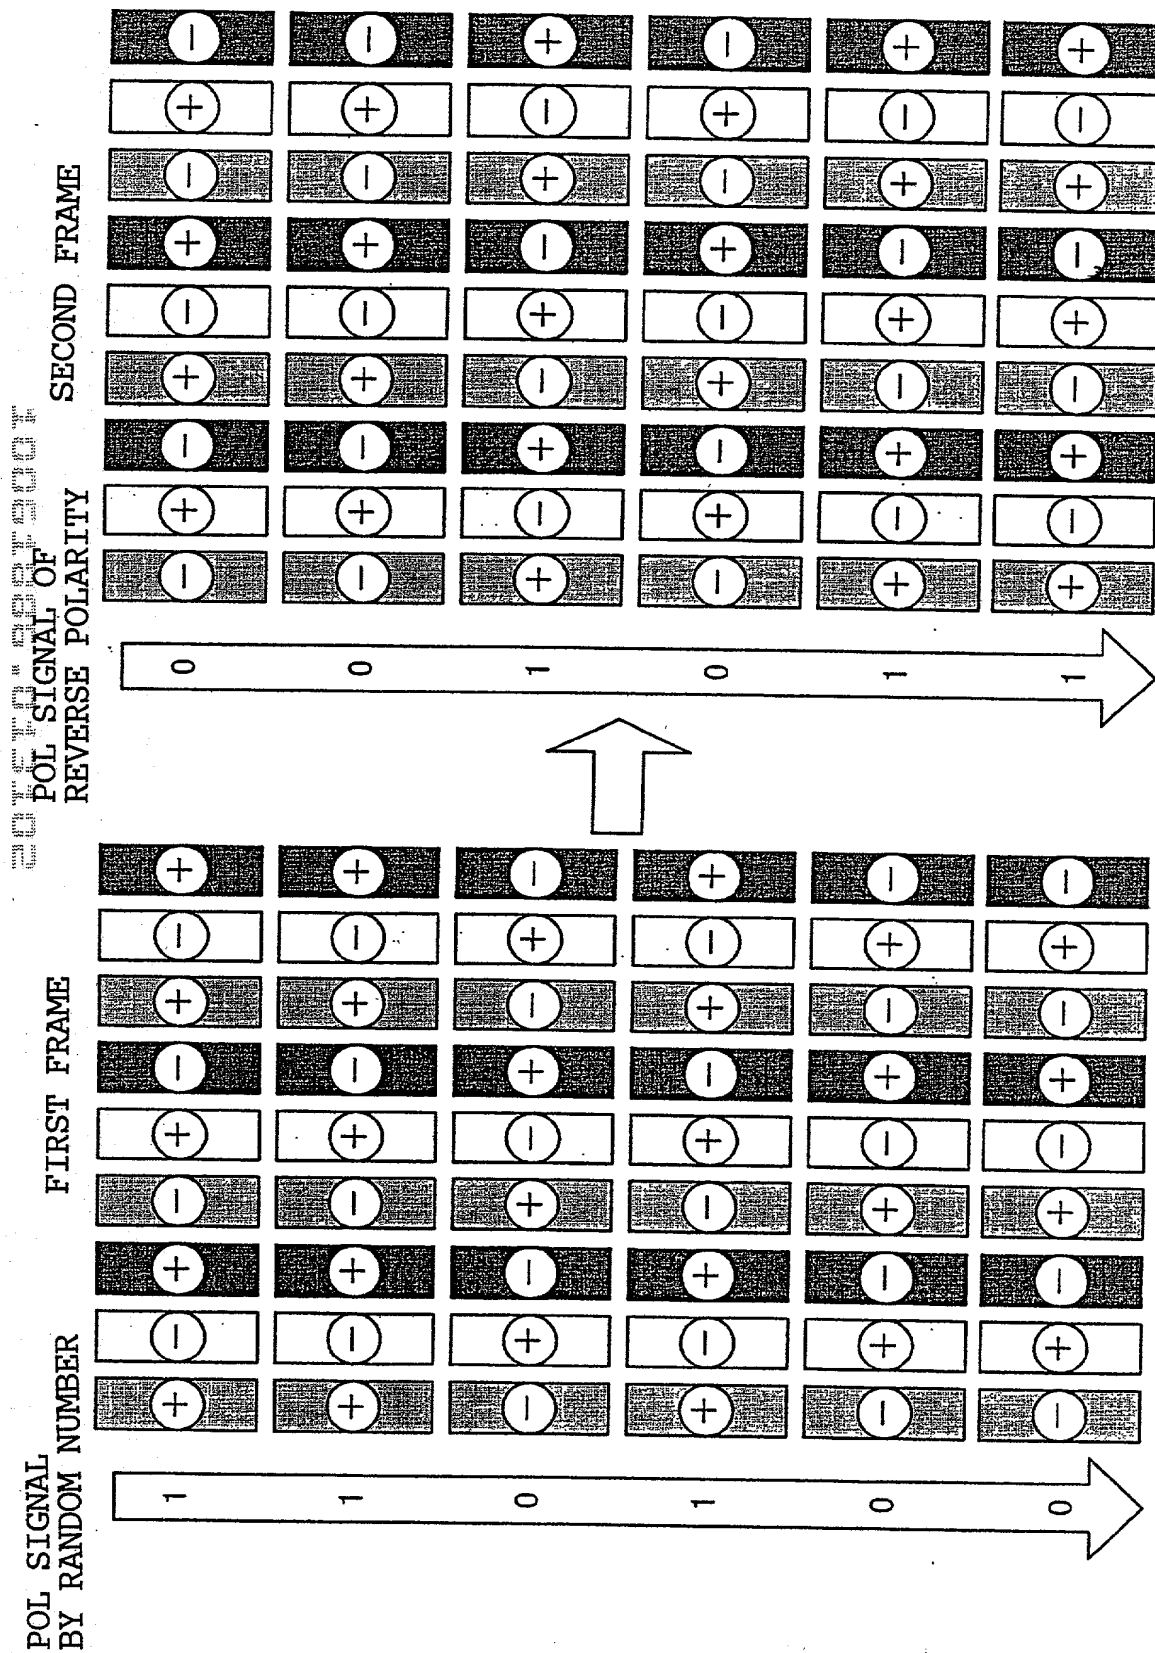 POL SIGNAL
BY RANDOM NUMBER
FIRST FRAME
POL SIGNAL OF
REVERSE POLARITY
SECOND FRAME
1 + − + − + − + − + 0 − + − + − + − + −
1 + − + − + − + − + 0 − + − + − + − + −
0 − + − + − + − + − 1 + − + − + − + − +
1 + − + − + − + − + 0 − + − + − + − + −
0 − + − + − + − + − 1 + − + − + − + − +
0 − + − + − + − + − 1 + − + − + − + − +